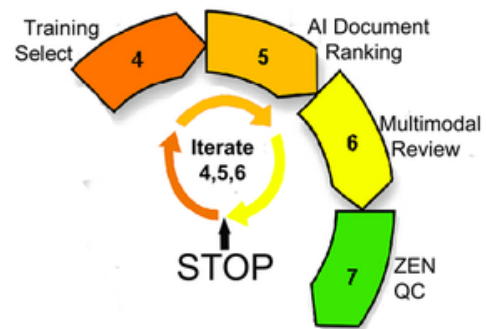 Training
Select
4
5
AI Document
Ranking
6
Multimodal
Review
Iterate
4,5,6
STOP
7
ZEN
QC